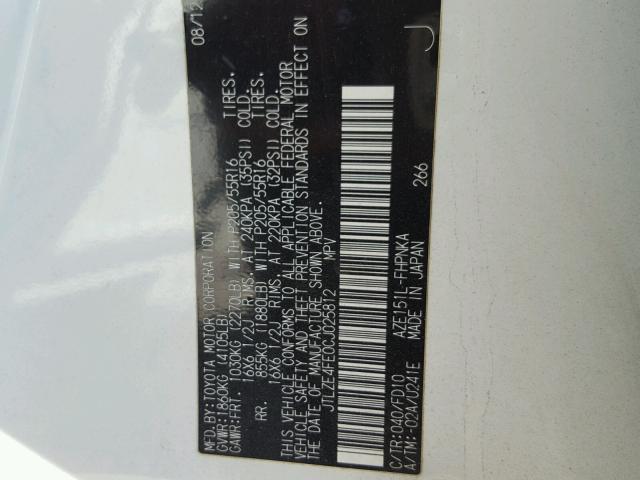 MFD.BY:TOYOTA MOTOR CORPORATION 08/12
GVWR:1860KG (4105LB)
GAWR:FRT. 1030KG (2270LB) WITH P205/55R16 TIRES.
16X6 1/2J RIMS. AT 240KPA (35PSI) COLD.
RR. 855KG (1880LB) WITH P205/55R16 TIRES.
16X6 1/2J RIMS. AT 220KPA (32PSI) COLD.
THIS VEHICLE CONFORMS TO ALL APPLICABLE FEDERAL MOTOR
VEHICLE SAFETY AND THEFT PREVENTION STANDARDS IN EFFECT ON
THE DATE OF MANUFACTURE SHOWN ABOVE.
JTLZE4FE0CJ025812 MPV
C/TR:040/FD10 AZE151L-FHPNKA 266
A/TM:-02A/U241E MADE IN JAPAN
J